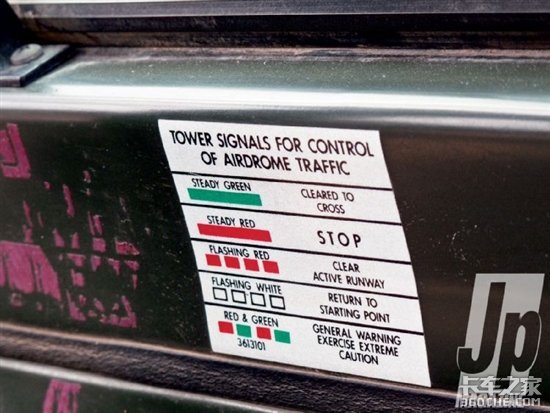 TOWER SIGNALS FOR CONTROL
OF AIRDROME TRAFFIC
STEADY GREEN
CLEARED TO
CROSS
STEADY RED
STOP
FLASHING RED
CLEAR
ACTIVE RUNWAY
FLASHING WHITE
RETURN TO
STARTING POINT
RED & GREEN
3613101
GENERAL WARNING
EXERCISE EXTREME
CAUTION
Jp
卡车之家
360CHE.COM